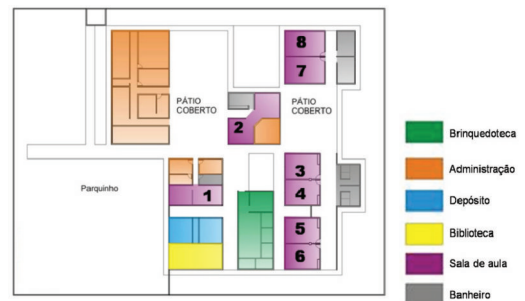 8
7
PÁTIO
COBERTO
PÁTIO
COBERTO
2
3
4
Parquinho
1
5
6
Brinquedoteca
Administração
Depósito
Biblioteca
Sala de aula
Banheiro